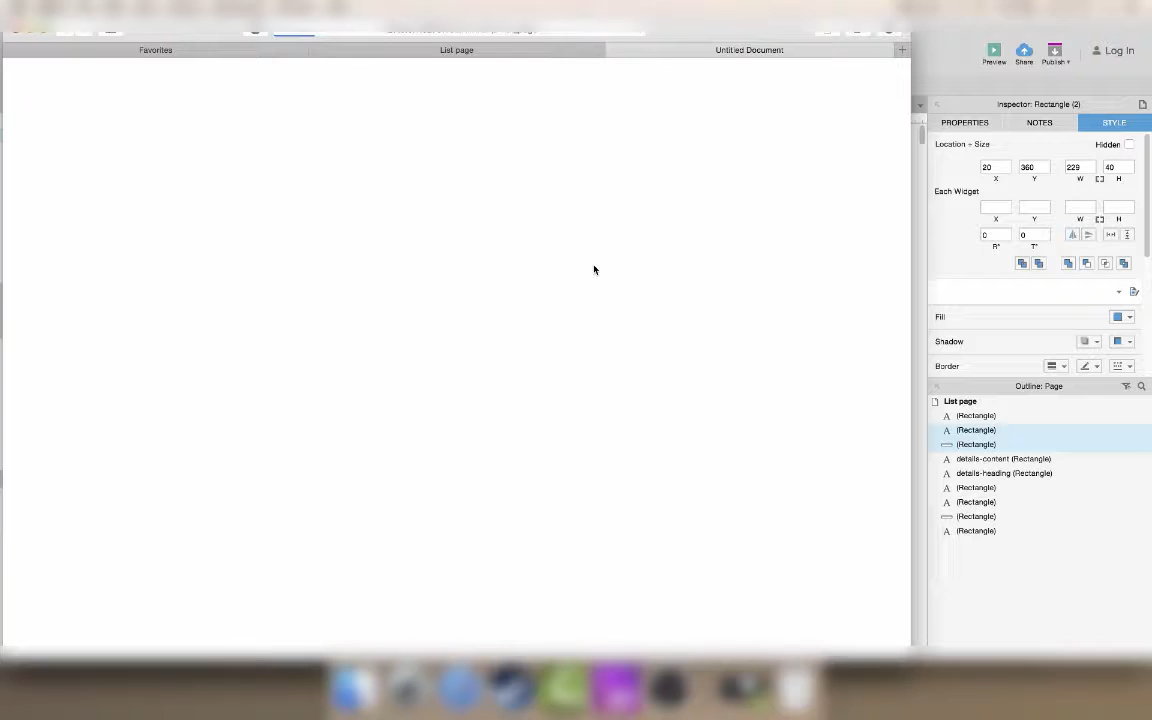 Favorites
List page
Untitled Document
+
Preview
Share
Publish
Log In
Inspector: Rectangle (2)
PROPERTIES
NOTES
STYLE
Location + Size
Hidden
20
360
229
40
X
Y
W
H
Each Widget
X
Y
W
H
0
0
R°
T°
Fill
Shadow
Border
Outline: Page
List page
A (Rectangle)
A (Rectangle)
(Rectangle)
A details-content (Rectangle)
A details-heading (Rectangle)
A (Rectangle)
A (Rectangle)
(Rectangle)
A (Rectangle)